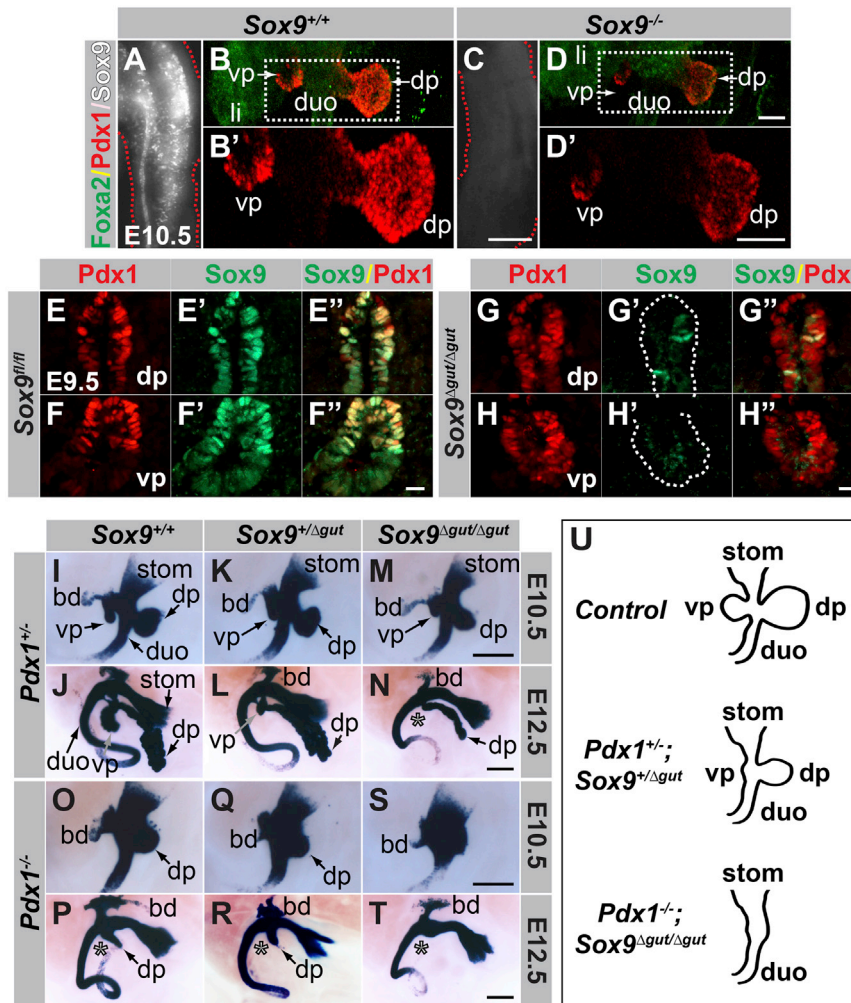 Sox9+/+ Sox9-/-
Foxa2/Pdx1/Sox9
A B C D
vp dp li vp dp
li duo duo
B' D'
vp dp vp dp
E10.5
Pdx1 Sox9 Sox9/Pdx1 Pdx1 Sox9 Sox9/Pdx
Sox9fl/fl
E E' E"
E9.5 dp
F F' F"
vp
Sox9Δgut/Δgut
G G' G"
dp
H H' H"
vp
Sox9+/+ Sox9+/Δgut Sox9Δgut/Δgut
Pdx1+/-
I stom K stom M stom E10.5
bd dp bd bd
vp duo vp dp vp dp
J stom L bd N bd E12.5
duo vp dp vp dp * dp
Pdx1-/-
O Q S E10.5
bd dp bd dp bd
P bd R bd T bd E12.5
* dp * dp *
U
stom
Control vp dp
duo
stom
Pdx1+/-;
Sox9+/Δgut vp dp
duo
stom
Pdx1-/-;
Sox9Δgut/Δgut
duo